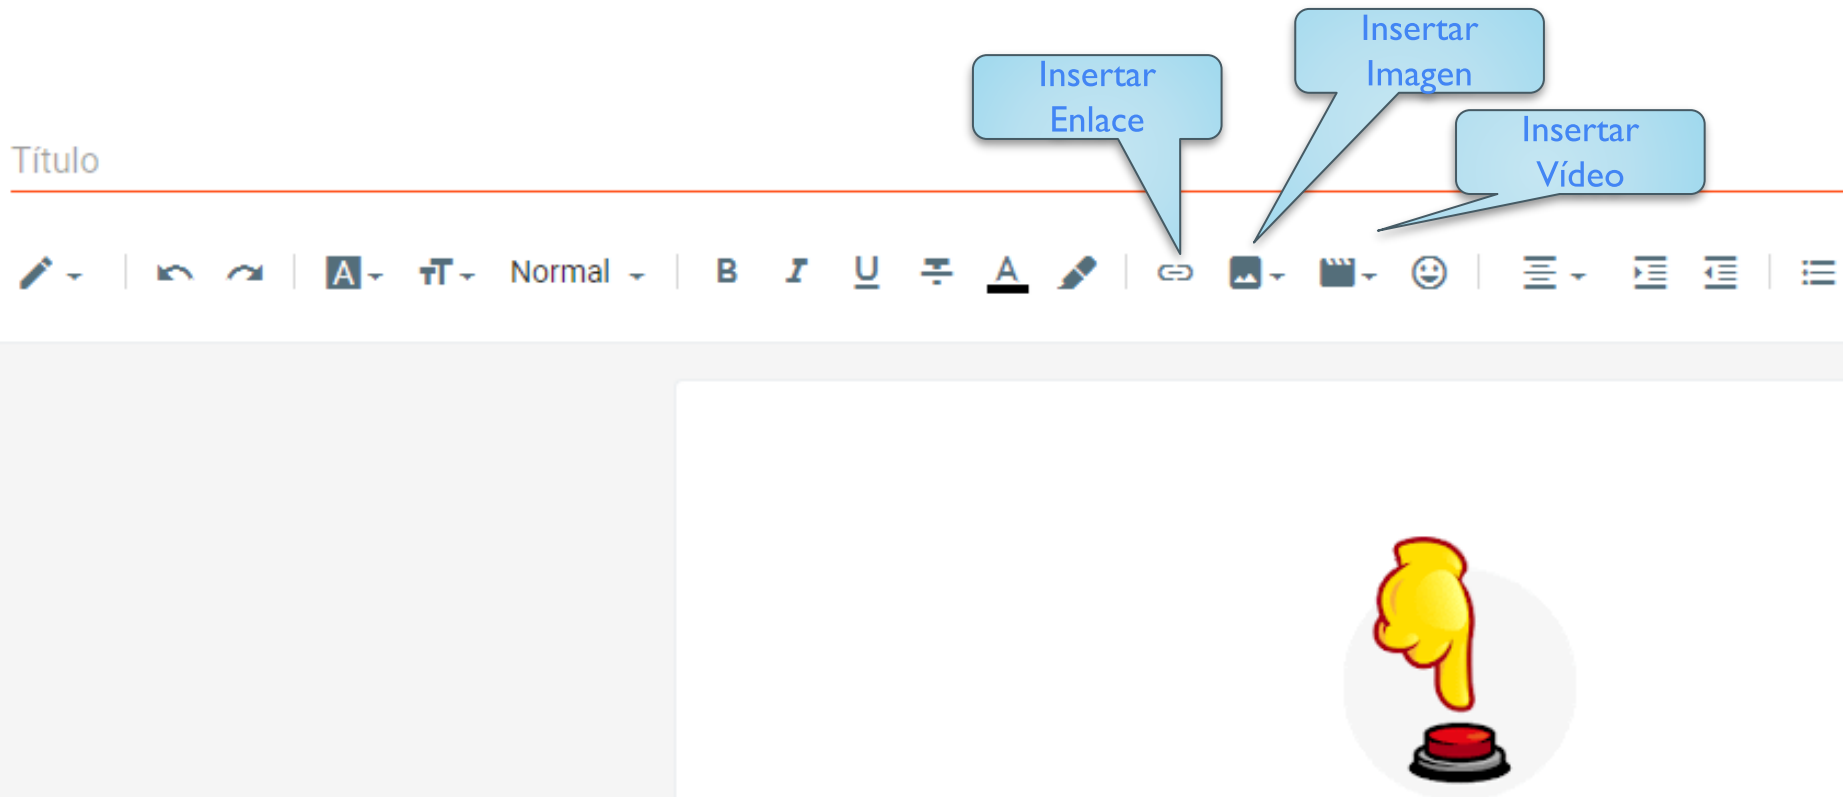 Insertar
Imagen
Insertar
Enlace
Insertar
Vídeo
Título
Normal